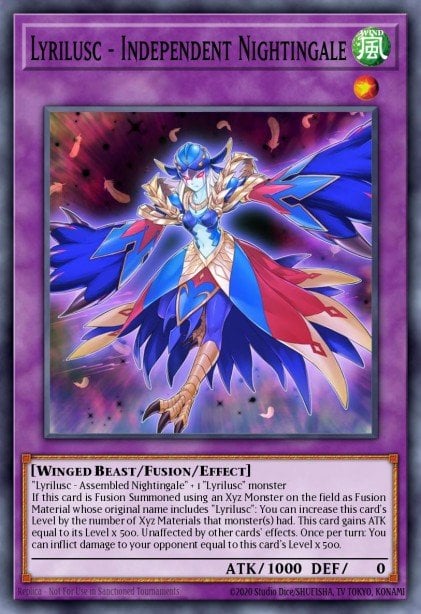 LYRILUSC - INDEPENDENT NIGHTINGALE
WIND
風
[WINGED BEAST/FUSION/EFFECT]
"Lyrilusc - Assembled Nightingale" + 1 "Lyrilusc" monster
If this card is Fusion Summoned using an Xyz Monster on the field as Fusion
Material whose original name includes "Lyrilusc": You can increase this card's
Level by the number of Xyz Materials that monster(s) had. This card gains ATK
equal to its Level x 500. Unaffected by other cards' effects. Once per turn: You
can inflict damage to your opponent equal to this card's Level x 500.
ATK/1000 DEF/ 0
Replica - Not For Use in Sanctioned Tournaments
©2020 Studio Dice/SHUEISHA, TV TOKYO, KONAMI